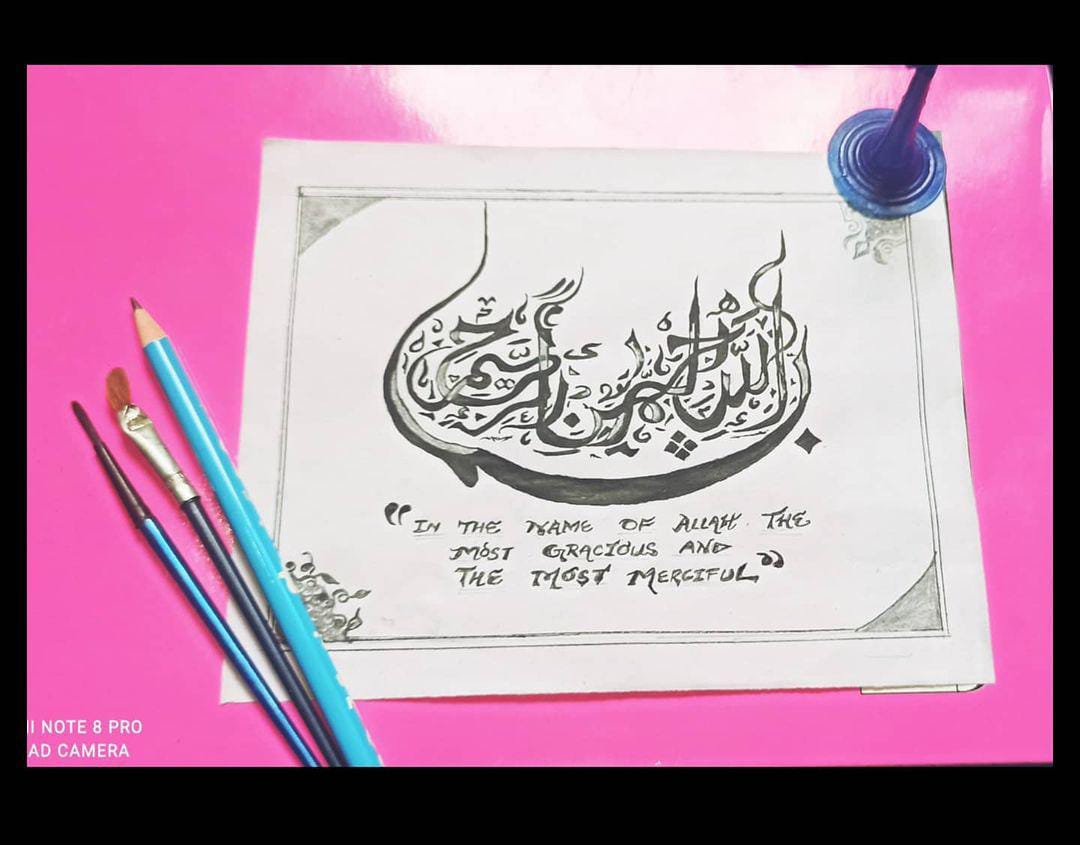 بسم الله الرحمن الرحيم
“IN THE NAME OF ALLAH. THE
MOST GRACIOUS AND
THE MOST MERCIFUL”
II NOTE 8 PRO
AD CAMERA